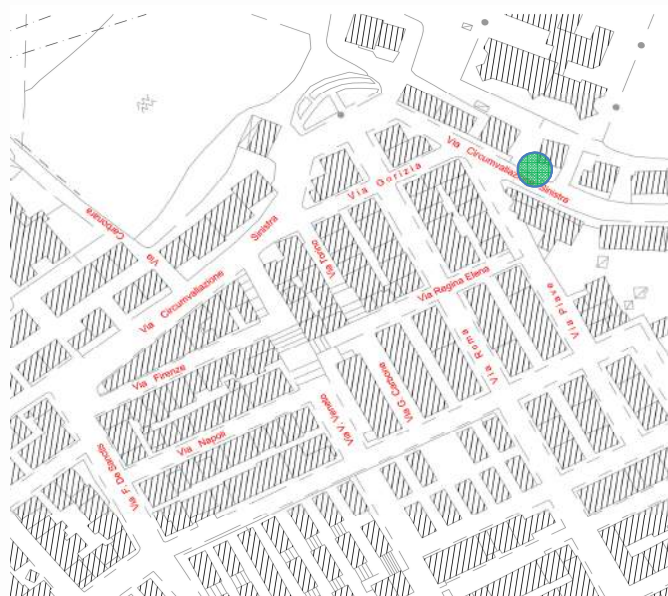 Via Circumvallazione Sinistra
Via Gorizia
Via Carbonara
Sinistra
Via Torino
Via Circumvallazione
Via Regina Elena
Via Piave
Via Firenze
Via Roma
Via G. Carbone
Via V. Veneto
Via Napoli
Via F. De Sanctis